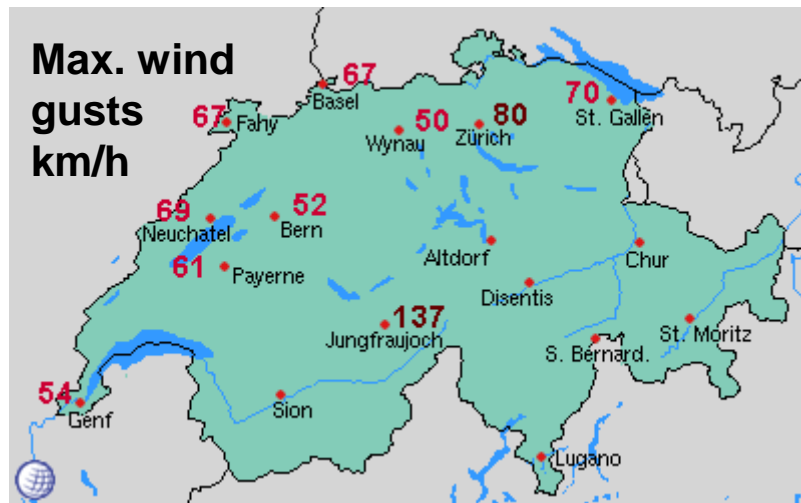 Max. wind
gusts
km/h
67
Basel
67
Fahy
50
Wynau
80
Zürich
70
St. Gallen
69
Neuchatel
52
Bern
61
Payerne
Altdorf
Chur
Disentis
137
Jungfraujoch
St. Moritz
S. Bernard.
54
Genf
Sion
Lugano